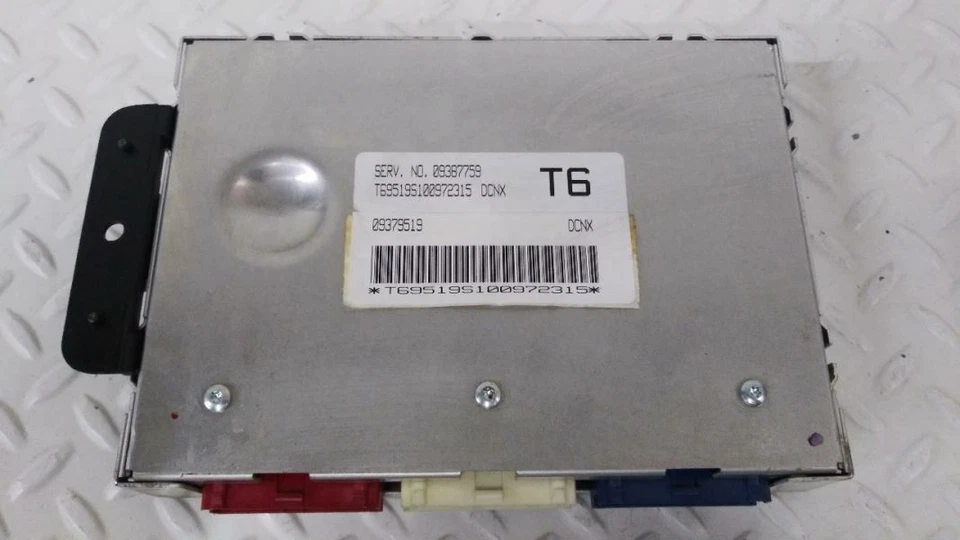 SERV. NO. 09387759
T69519S100972315 DCNX
T6
09379519 DCNX
*T69519S100972315*